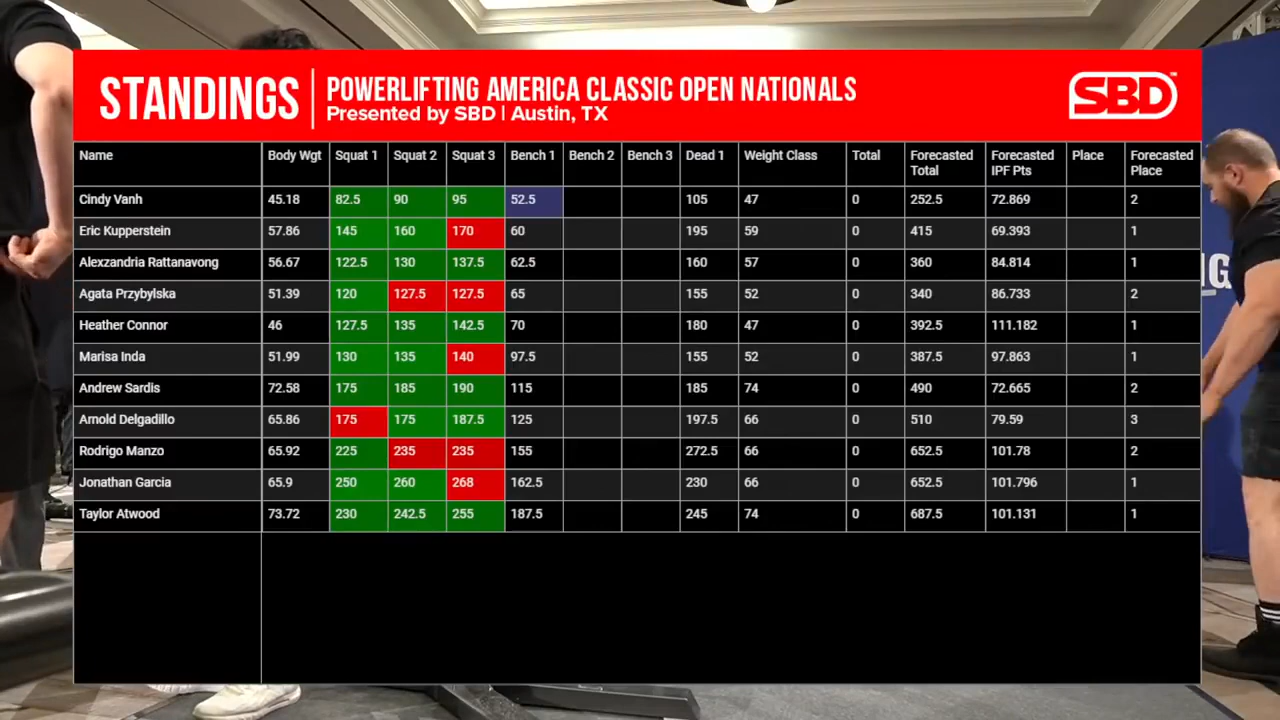 STANDINGS
POWERLIFTING AMERICA CLASSIC OPEN NATIONALS
Presented by SBD | Austin, TX
SBD™
Name Body Wgt Squat 1 Squat 2 Squat 3 Bench 1 Bench 2 Bench 3 Dead 1 Weight Class Total Forecasted Total Forecasted IPF Pts Place Forecasted Place
Cindy Vanh 45.18 82.5 90 95 52.5 105 47 0 252.5 72.869 2
Eric Kupperstein 57.86 145 160 170 60 195 59 0 415 69.393 1
Alexzandria Rattanavong 56.67 122.5 130 137.5 62.5 160 57 0 360 84.814 1
Agata Przybylska 51.39 120 127.5 127.5 65 155 52 0 340 86.733 2
Heather Connor 46 127.5 135 142.5 70 180 47 0 392.5 111.182 1
Marisa Inda 51.99 130 135 140 97.5 155 52 0 387.5 97.863 1
Andrew Sardis 72.58 175 185 190 115 185 74 0 490 72.665 2
Arnold Delgadillo 65.86 175 175 187.5 125 197.5 66 0 510 79.59 3
Rodrigo Manzo 65.92 225 235 235 155 272.5 66 0 652.5 101.78 2
Jonathan Garcia 65.9 250 260 268 162.5 230 66 0 652.5 101.796 1
Taylor Atwood 73.72 230 242.5 255 187.5 245 74 0 687.5 101.131 1